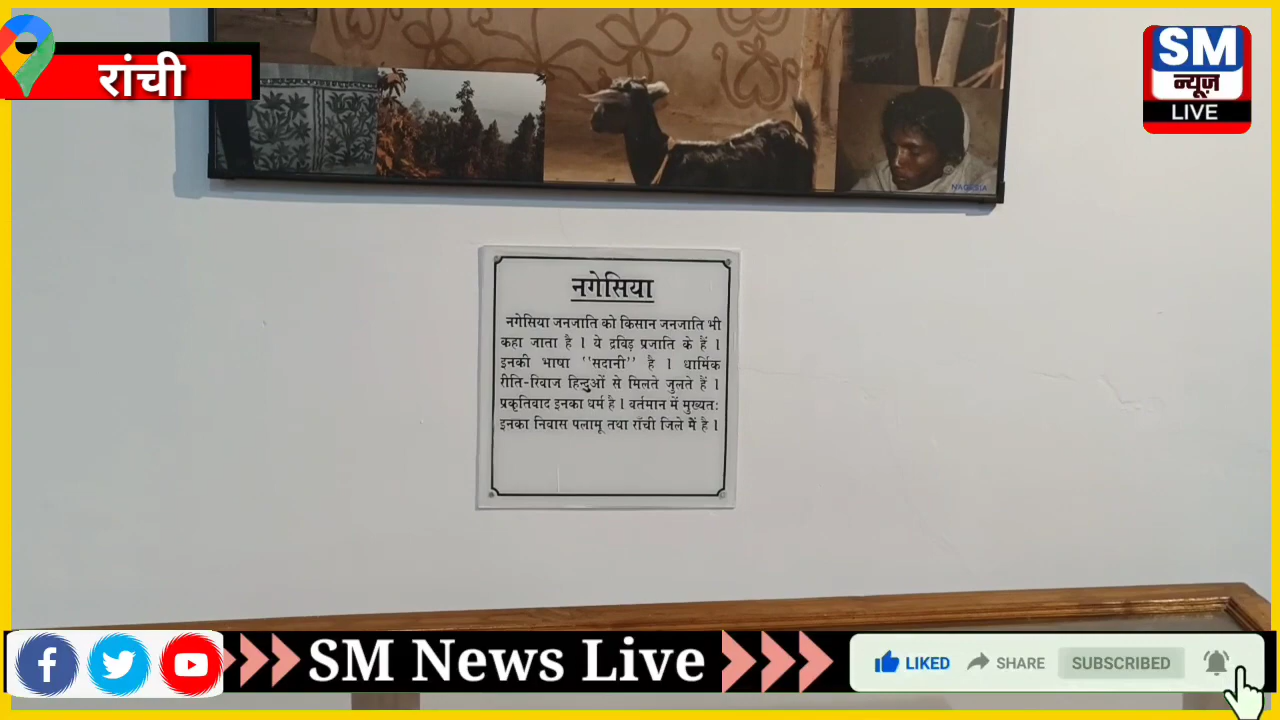 रांची
SM
न्यूज़
LIVE
NAGESIA
नगेसिया
नगेसिया जनजाति को किसान जनजाति भी
कहा जाता है । ये द्रविड़ प्रजाति के हैं ।
इनकी भाषा ‘‘सदानी’’ है । धार्मिक
रीति-रिवाज हिन्दुओं से मिलते जुलते हैं ।
प्रकृतिवाद इनका धर्म है । वर्तमान में मुख्यतः
इनका निवास पलामू तथा राँची जिले में है ।
SM News Live
LIKED SHARE SUBSCRIBED